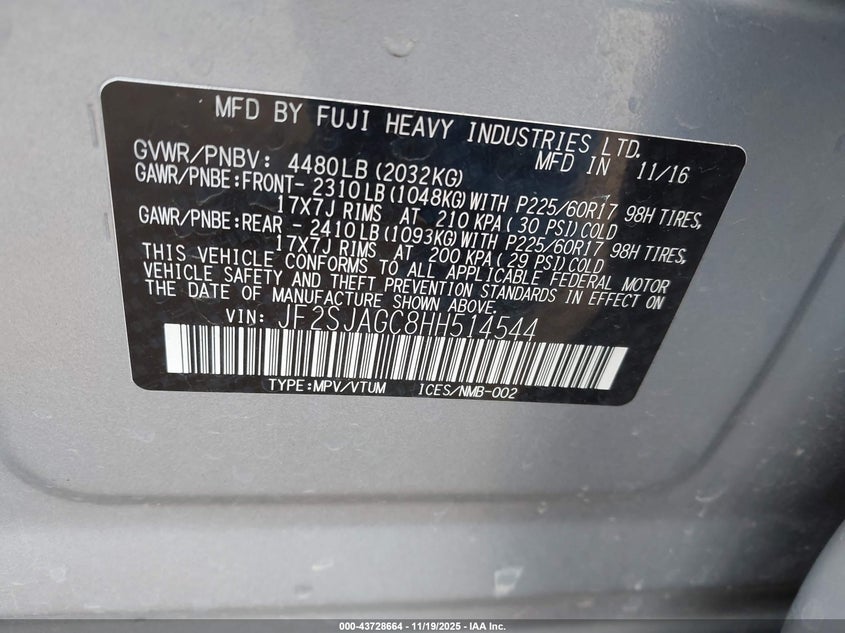 MFD BY FUJI HEAVY INDUSTRIES LTD.
MFD IN 11/16
GVWR/PNBV: 4480LB(2032KG)
GAWR/PNBE:FRONT- 2310LB(1048KG)WITH P225/60R17 98H TIRES,
17X7J RIMS AT 210 KPA( 30 PSI)COLD
GAWR/PNBE:REAR - 2410LB(1093KG)WITH P225/60R17 98H TIRES,
17X7J RIMS AT 200 KPA( 29 PSI)COLD
THIS VEHICLE CONFORMS TO ALL APPLICABLE FEDERAL MOTOR
VEHICLE SAFETY AND THEFT PREVENTION STANDARDS IN EFFECT ON
THE DATE OF MANUFACTURE SHOWN ABOVE.
VIN: JF2SJAGC8HH514544
TYPE:MPV/VTUM ICES/NMB-002
000-43728664 | 11/19/2025 - IAA Inc.